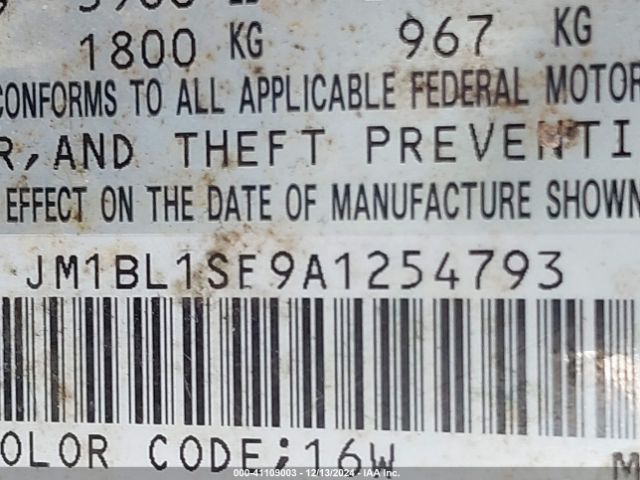 1800 KG 967 KG
CONFORMS TO ALL APPLICABLE FEDERAL MOTOR
R, AND THEFT PREVENTI
EFFECT ON THE DATE OF MANUFACTURE SHOWN
JM1BL1SF9A1254793
OLOR CODE:16W
000-41109003 - 12/13/2024 - IAA Inc.